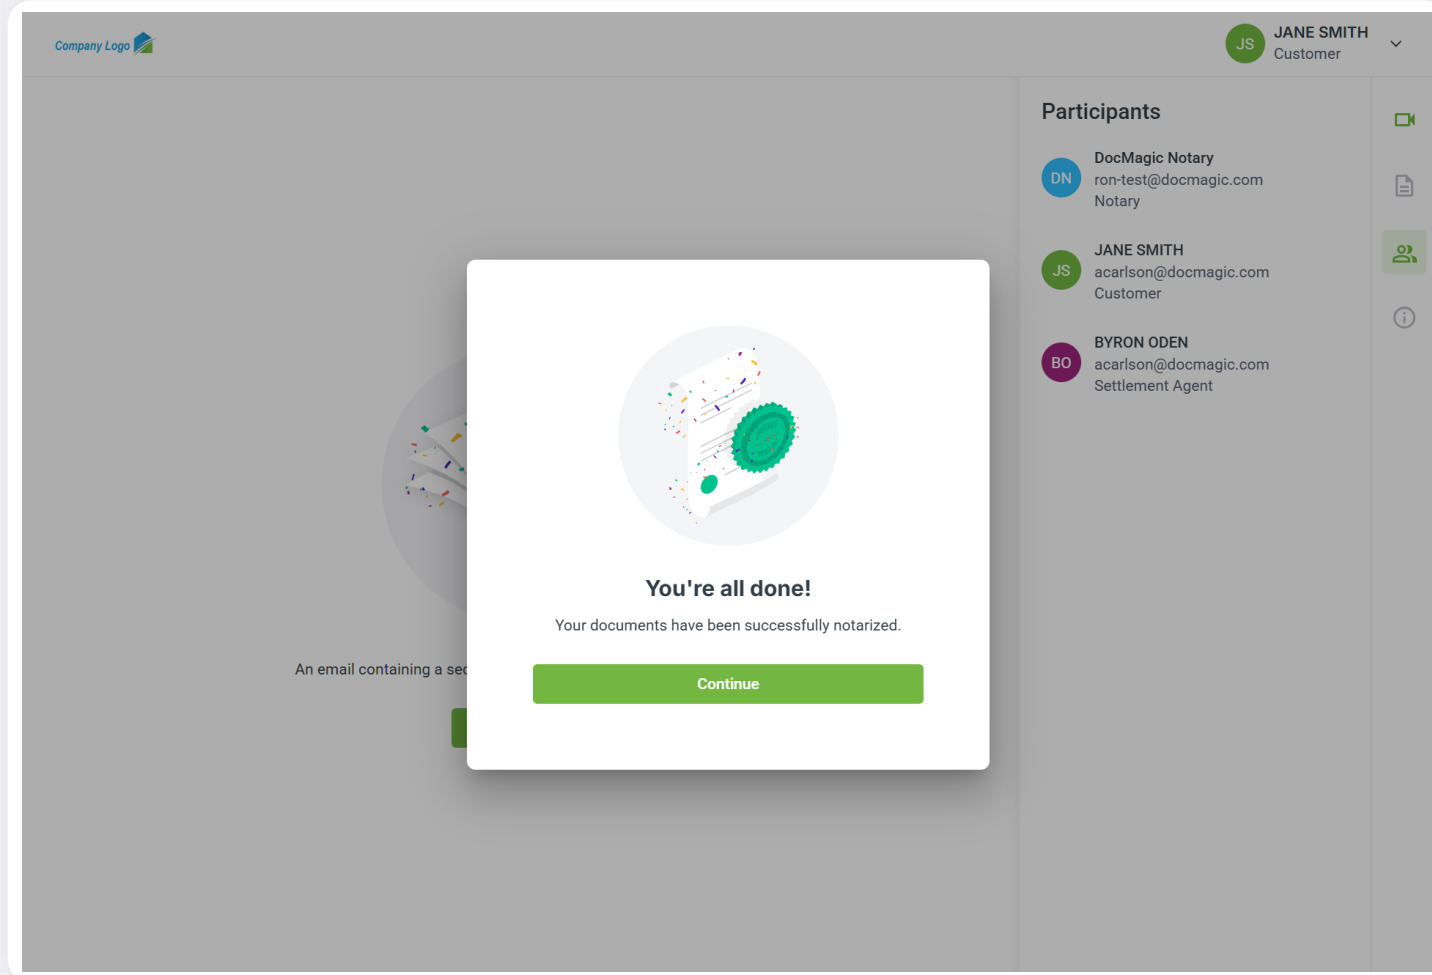 Company Logo
JS
JANE SMITH
Customer
Participants
DN
DocMagic Notary
ron-test@docmagic.com
Notary
JS
JANE SMITH
acarlson@docmagic.com
Customer
BO
BYRON ODEN
acarlson@docmagic.com
Settlement Agent
You're all done!
Your documents have been successfully notarized.
An email containing a sec
Continue